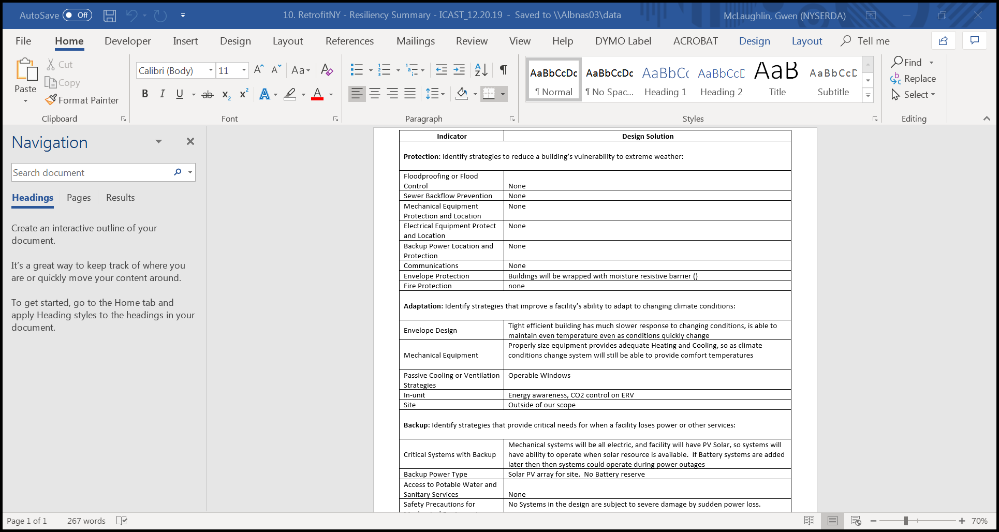 AutoSave Off 10. RetrofitNY - Resiliency Summary - ICAST_12.20.19 - Saved to \\Albnas03\data McLaughlin, Gwen (NYSERDA)
File Home Developer Insert Design Layout References Mailings Review View Help DYMO Label ACROBAT Design Layout Tell me
Paste
Cut
Copy
Format Painter
Clipboard
Calibri (Body) 11
Font
Paragraph
AaBbCcDc AaBbCcDc AaBbCc AaBbCcD AaB AaBbCcD
¶ Normal ¶ No Spac... Heading 1 Heading 2 Title Subtitle
Styles
Find
Replace
Select
Editing
Navigation
Search document
Headings Pages Results
Create an interactive outline of your
document.
It's a great way to keep track of where you
are or quickly move your content around.
To get started, go to the Home tab and
apply Heading styles to the headings in your
document.
Indicator Design Solution
Protection: Identify strategies to reduce a building's vulnerability to extreme weather:
Floodproofing or Flood
Control None
Sewer Backflow Prevention None
Mechanical Equipment None
Protection and Location
Electrical Equipment Protect None
and Location
Backup Power Location and None
Protection
Communications None
Envelope Protection Buildings will be wrapped with moisture resistive barrier ()
Fire Protection none
Adaptation: Identify strategies that improve a facility's ability to adapt to changing climate conditions:
Envelope Design
Tight efficient building has much slower response to changing conditions, is able to
maintain even temperature even as conditions quickly change
Mechanical Equipment
Properly size equipment provides adequate Heating and Cooling, so as climate
conditions change system will still be able to provide comfort temperatures
Passive Cooling or Ventilation Operable Windows
Strategies
In-unit Energy awareness, CO2 control on ERV
Site Outside of our scope
Backup: Identify strategies that provide critical needs for when a facility loses power or other services:
Critical Systems with Backup
Mechanical systems will be all electric, and facility will have PV Solar, so systems will
have ability to operate when solar resource is available. If Battery systems are added
later then then systems could operate during power outages
Backup Power Type Solar PV array for site. No Battery reserve
Access to Potable Water and
Sanitary Services None
Safety Precautions for No Systems in the design are subject to severe damage by sudden power loss.
Page 1 of 1 267 words 70%